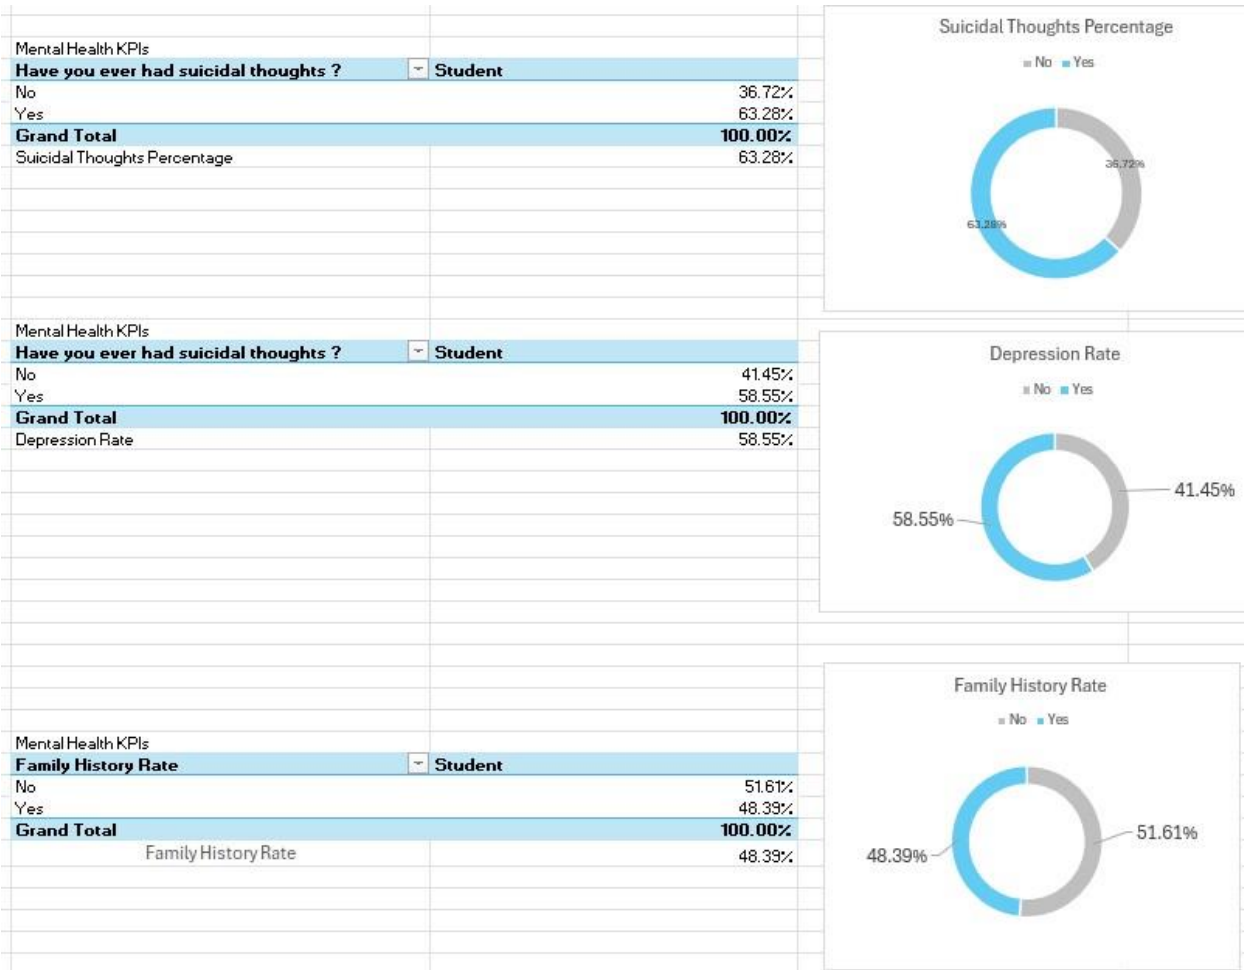 Suicidal Thoughts Percentage
No Yes
36.72%
63.28%
Mental Health KPIs
Have you ever had suicidal thoughts ? Student
No 36.72%
Yes 63.28%
Grand Total 100.00%
Suicidal Thoughts Percentage 63.28%
Mental Health KPIs
Have you ever had suicidal thoughts ? Student
No 41.45%
Yes 58.55%
Grand Total 100.00%
Depression Rate 58.55%
Depression Rate
No Yes
41.45%
58.55%
Family History Rate
No Yes
51.61%
48.39%
Mental Health KPIs
Family History Rate Student
No 51.61%
Yes 48.39%
Grand Total 100.00%
Family History Rate 48.39%